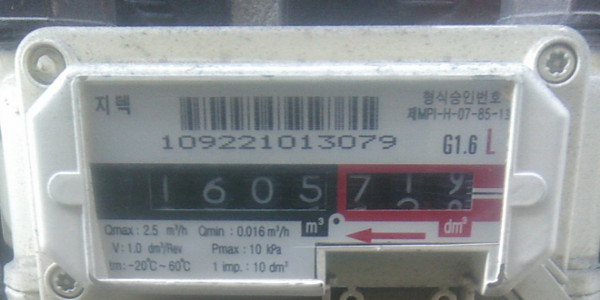 지텍
형식승인번호
제MPI-H-07-85-13
109221013079
G1.6 L
1 6 0 5 7 1 9
m³
dm³
Qmax : 2.5 m³/h Qmin : 0.016 m³/h
V : 1.0 dm³/Rev Pmax : 10 kPa
tm : -20℃ ~ 60℃ 1 imp. : 10 dm³